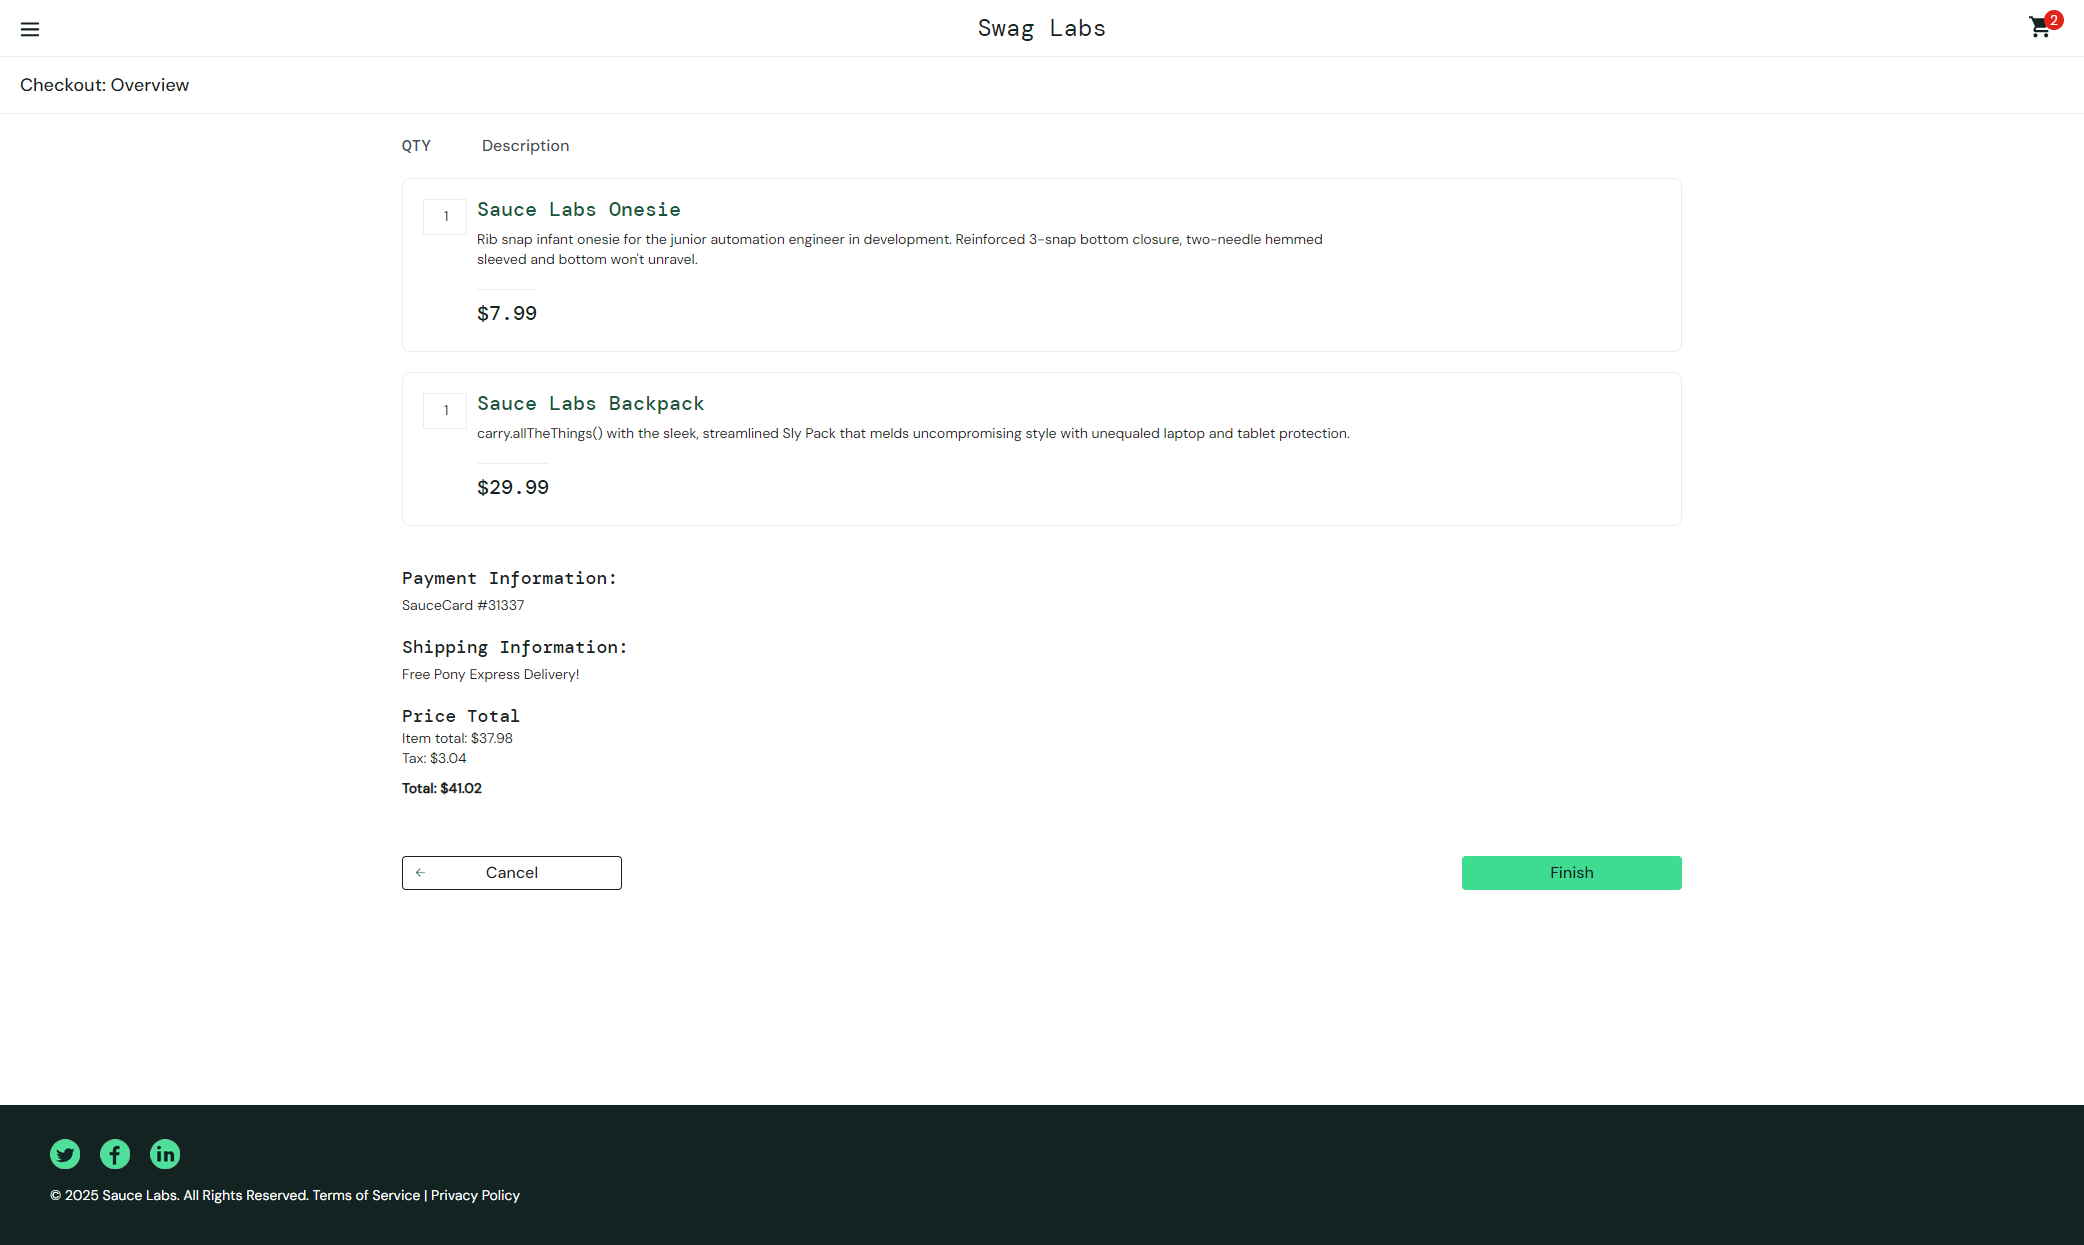 Swag Labs
2
Checkout: Overview
QTY Description
1
Sauce Labs Onesie
Rib snap infant onesie for the junior automation engineer in development. Reinforced 3-snap bottom closure, two-needle hemmed
sleeved and bottom won't unravel.
$7.99
1
Sauce Labs Backpack
carry.allTheThings() with the sleek, streamlined Sly Pack that melds uncompromising style with unequaled laptop and tablet protection.
$29.99
Payment Information:
SauceCard #31337
Shipping Information:
Free Pony Express Delivery!
Price Total
Item total: $37.98
Tax: $3.04
Total: $41.02
Cancel
Finish
© 2025 Sauce Labs. All Rights Reserved. Terms of Service | Privacy Policy